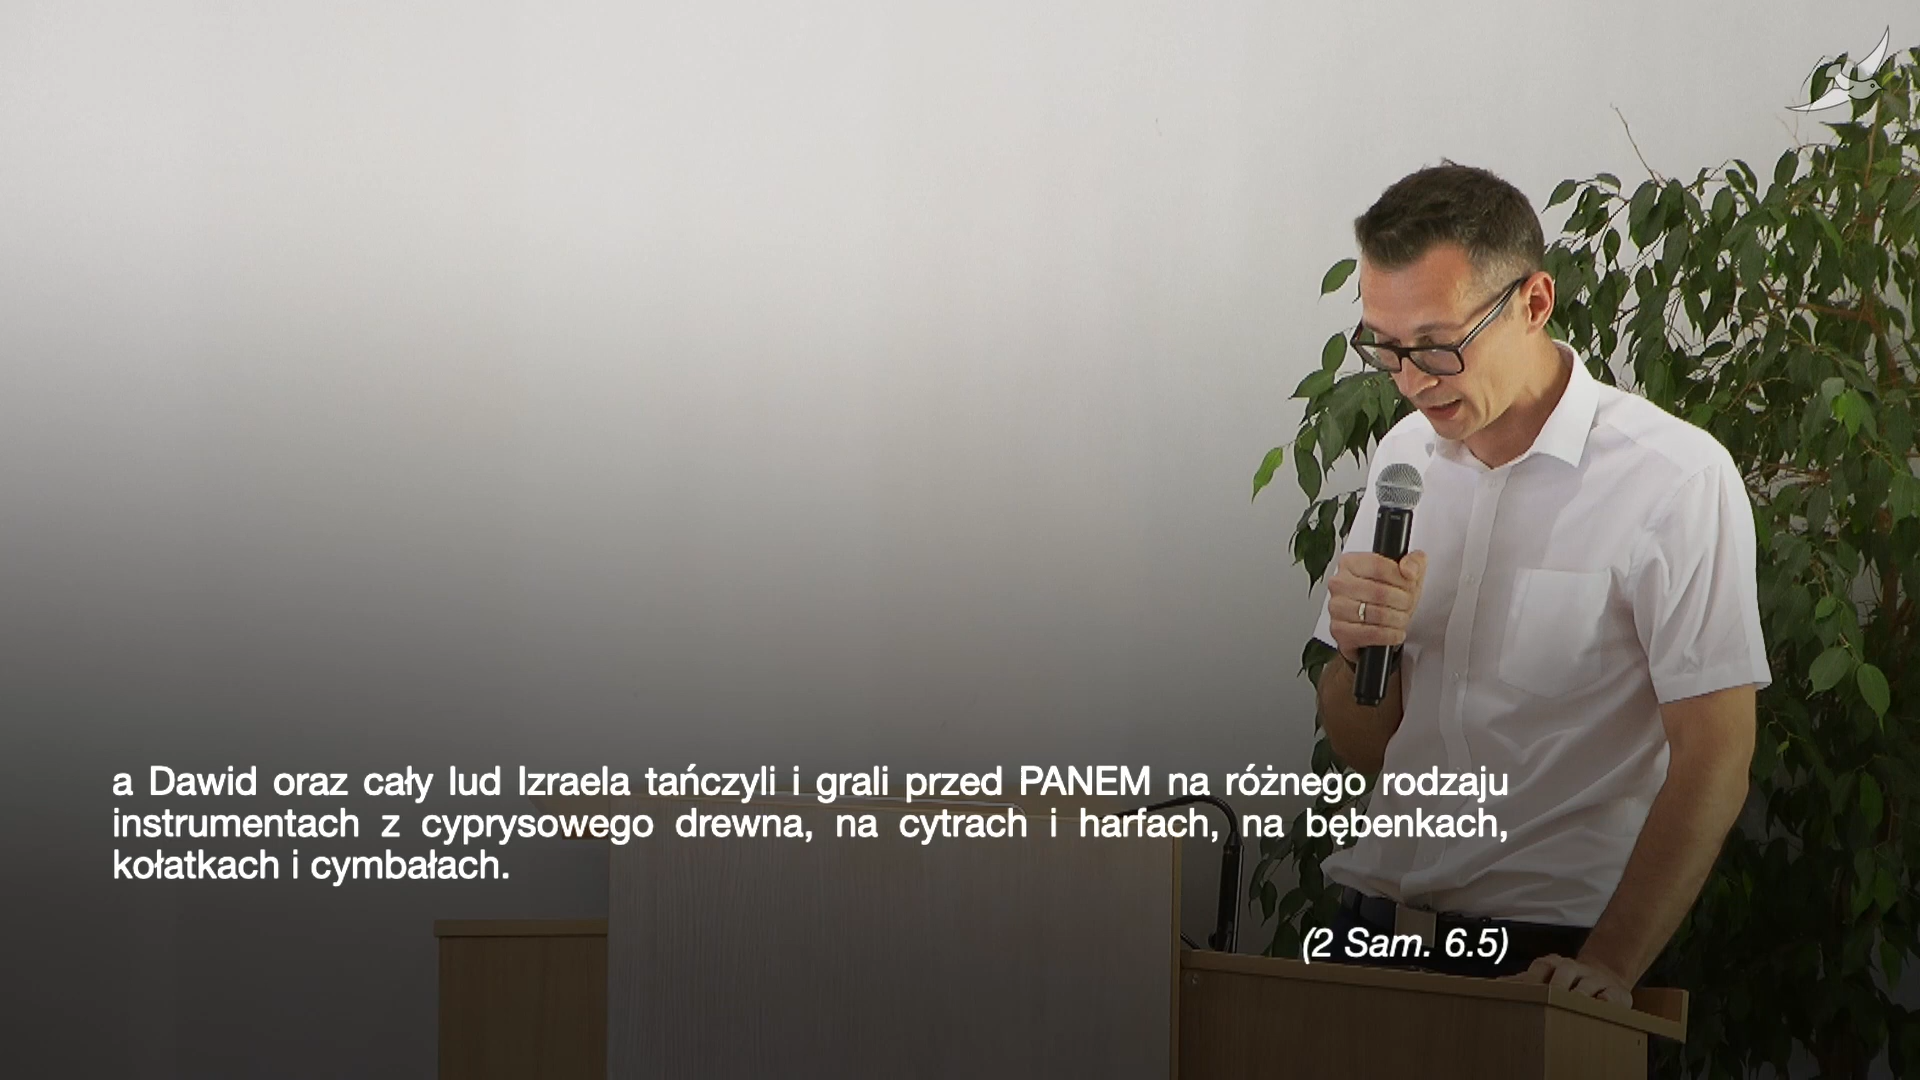 a Dawid oraz cały lud Izraela tańczyli i grali przed PANEM na różnego rodzaju
instrumentach z cyprysowego drewna, na cytrach i harfach, na bębenkach,
kołatkach i cymbałach.
(2 Sam. 6.5)